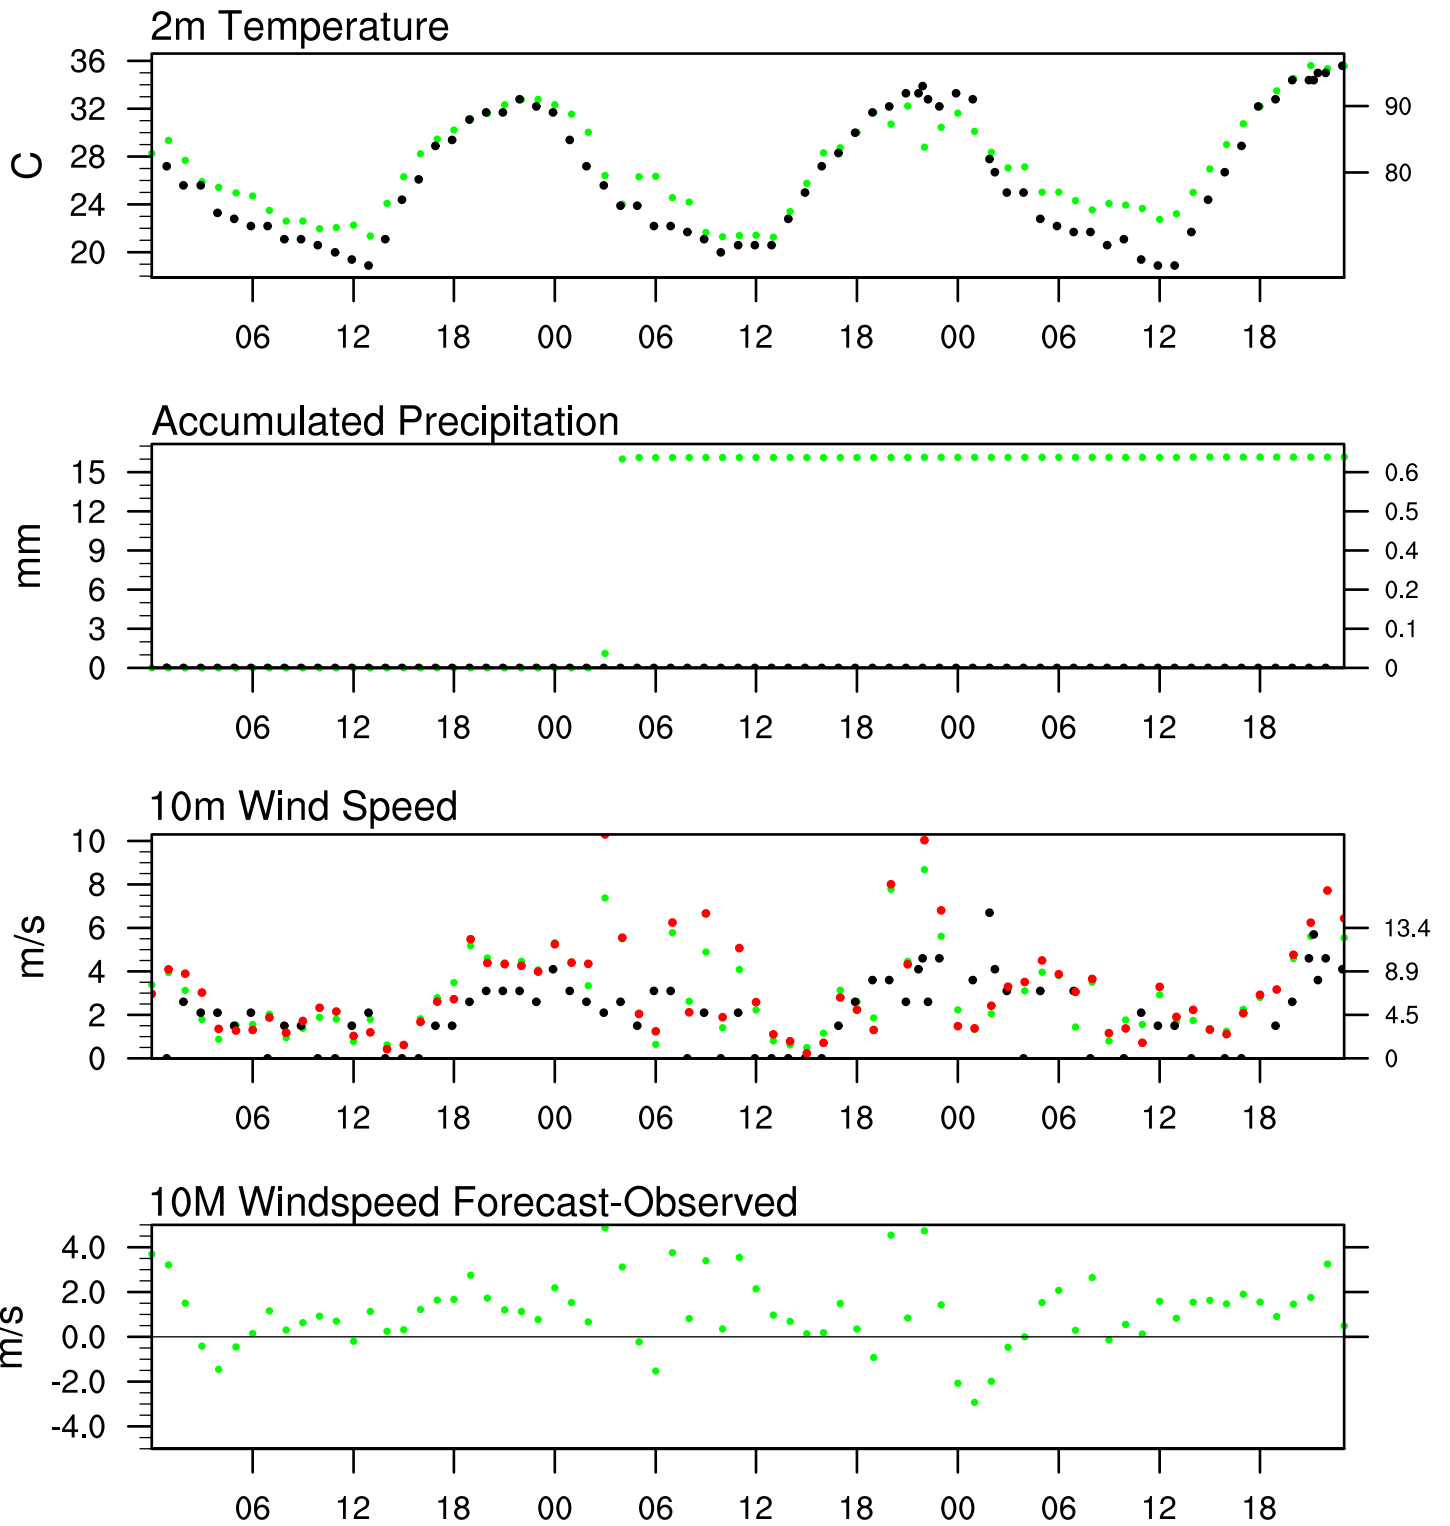 2m Temperature
36
32
28
24
20
C
90
80
06 12 18 00 06 12 18 00 06 12 18
Accumulated Precipitation
15
12
9
6
3
0
mm
0.6
0.5
0.4
0.2
0.1
0
06 12 18 00 06 12 18 00 06 12 18
10m Wind Speed
10
8
6
4
2
0
m/s
13.4
8.9
4.5
0
06 12 18 00 06 12 18 00 06 12 18
10M Windspeed Forecast-Observed
4.0
2.0
0.0
-2.0
-4.0
m/s
06 12 18 00 06 12 18 00 06 12 18